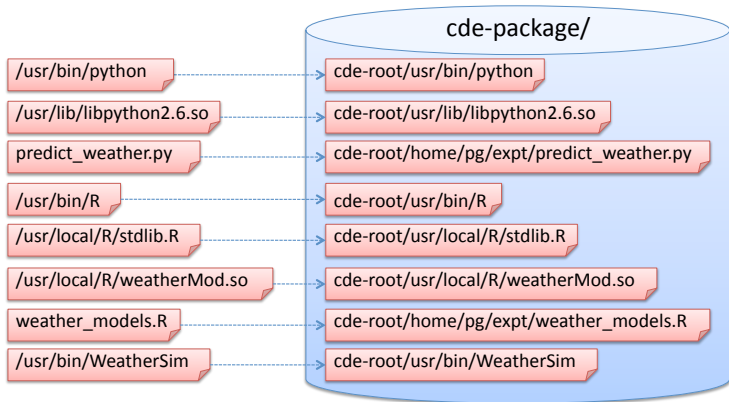 cde-package/
/usr/bin/python
cde-root/usr/bin/python
/usr/lib/libpython2.6.so
cde-root/usr/lib/libpython2.6.so
predict_weather.py
cde-root/home/pg/expt/predict_weather.py
/usr/bin/R
cde-root/usr/bin/R
/usr/local/R/stdlib.R
cde-root/usr/local/R/stdlib.R
/usr/local/R/weatherMod.so
cde-root/usr/local/R/weatherMod.so
weather_models.R
cde-root/home/pg/expt/weather_models.R
/usr/bin/WeatherSim
cde-root/usr/bin/WeatherSim